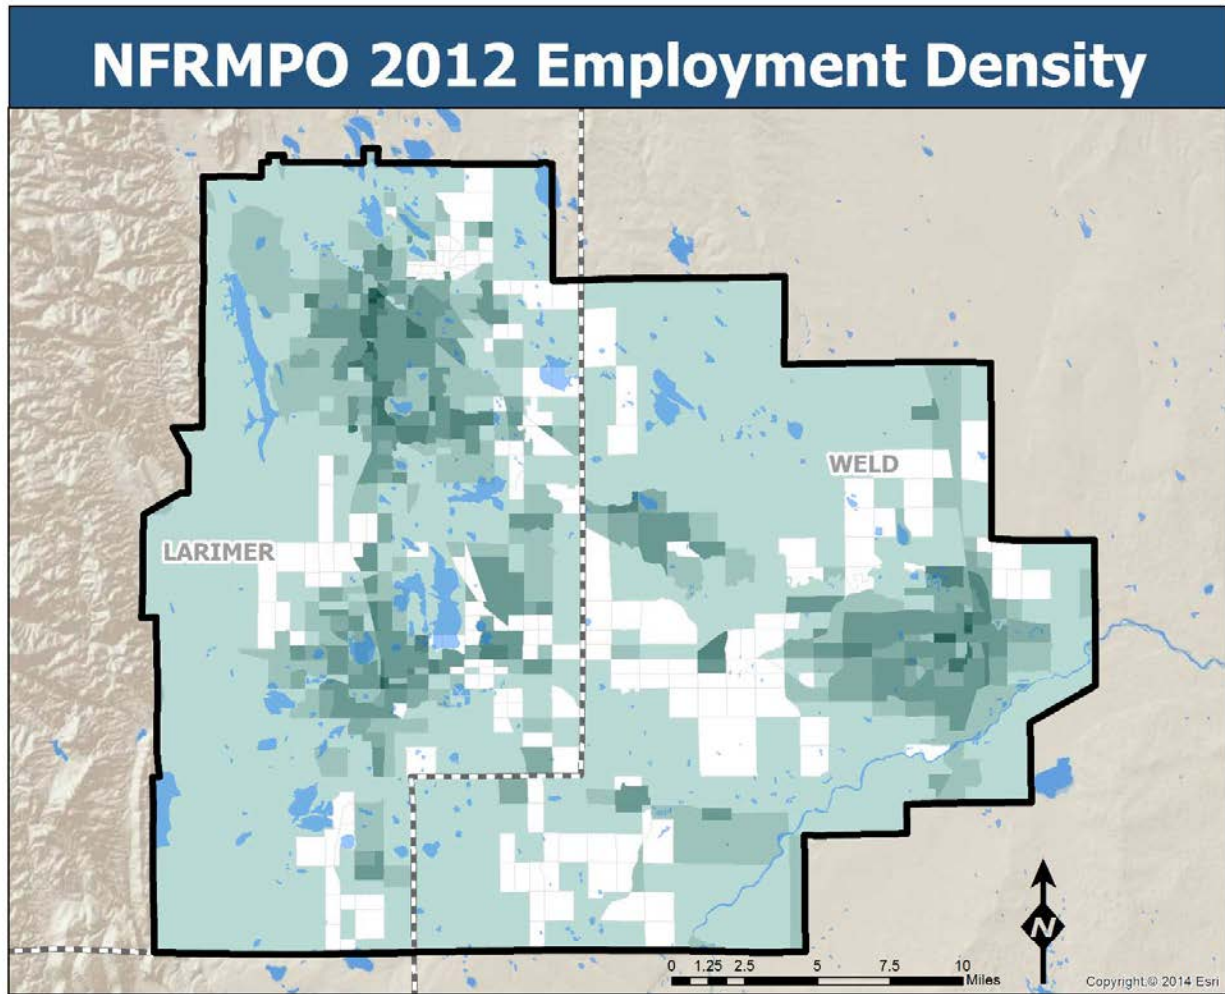 NFRMPO 2012 Employment Density
WELD
LARIMER
N
0 1.25 2.5 5 7.5 10
Miles
Copyright:© 2014 Esri